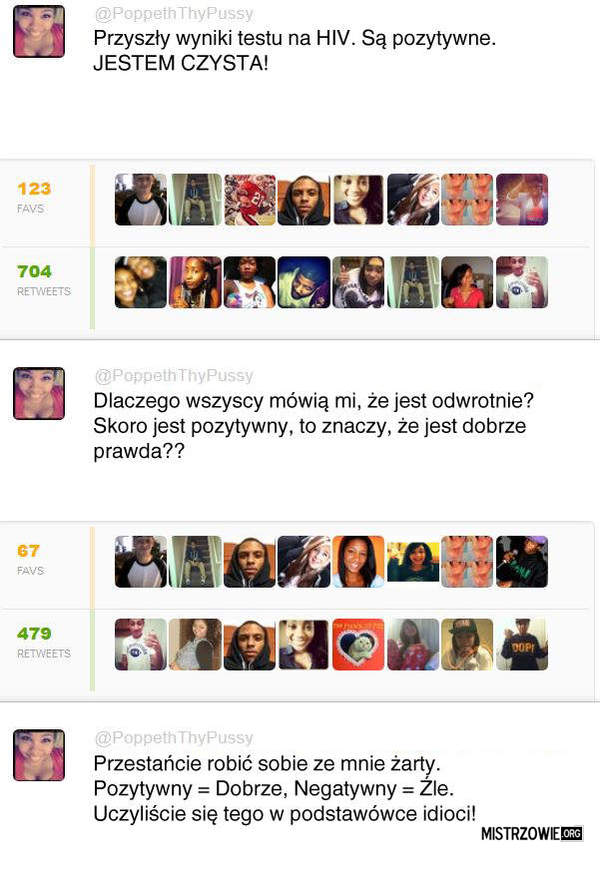 @PoppethThyPussy
Przyszły wyniki testu na HIV. Są pozytywne.
JESTEM CZYSTA!
123
FAVS
704
RETWEETS
@PoppethThyPussy
Dlaczego wszyscy mówią mi, że jest odwrotnie?
Skoro jest pozytywny, to znaczy, że jest dobrze
prawda??
67
FAVS
479
RETWEETS
DOPE
@PoppethThyPussy
Przestańcie robić sobie ze mnie żarty.
Pozytywny = Dobrze, Negatywny = Źle.
Uczyliście się tego w podstawówce idioci!
MISTRZOWIE.ORG